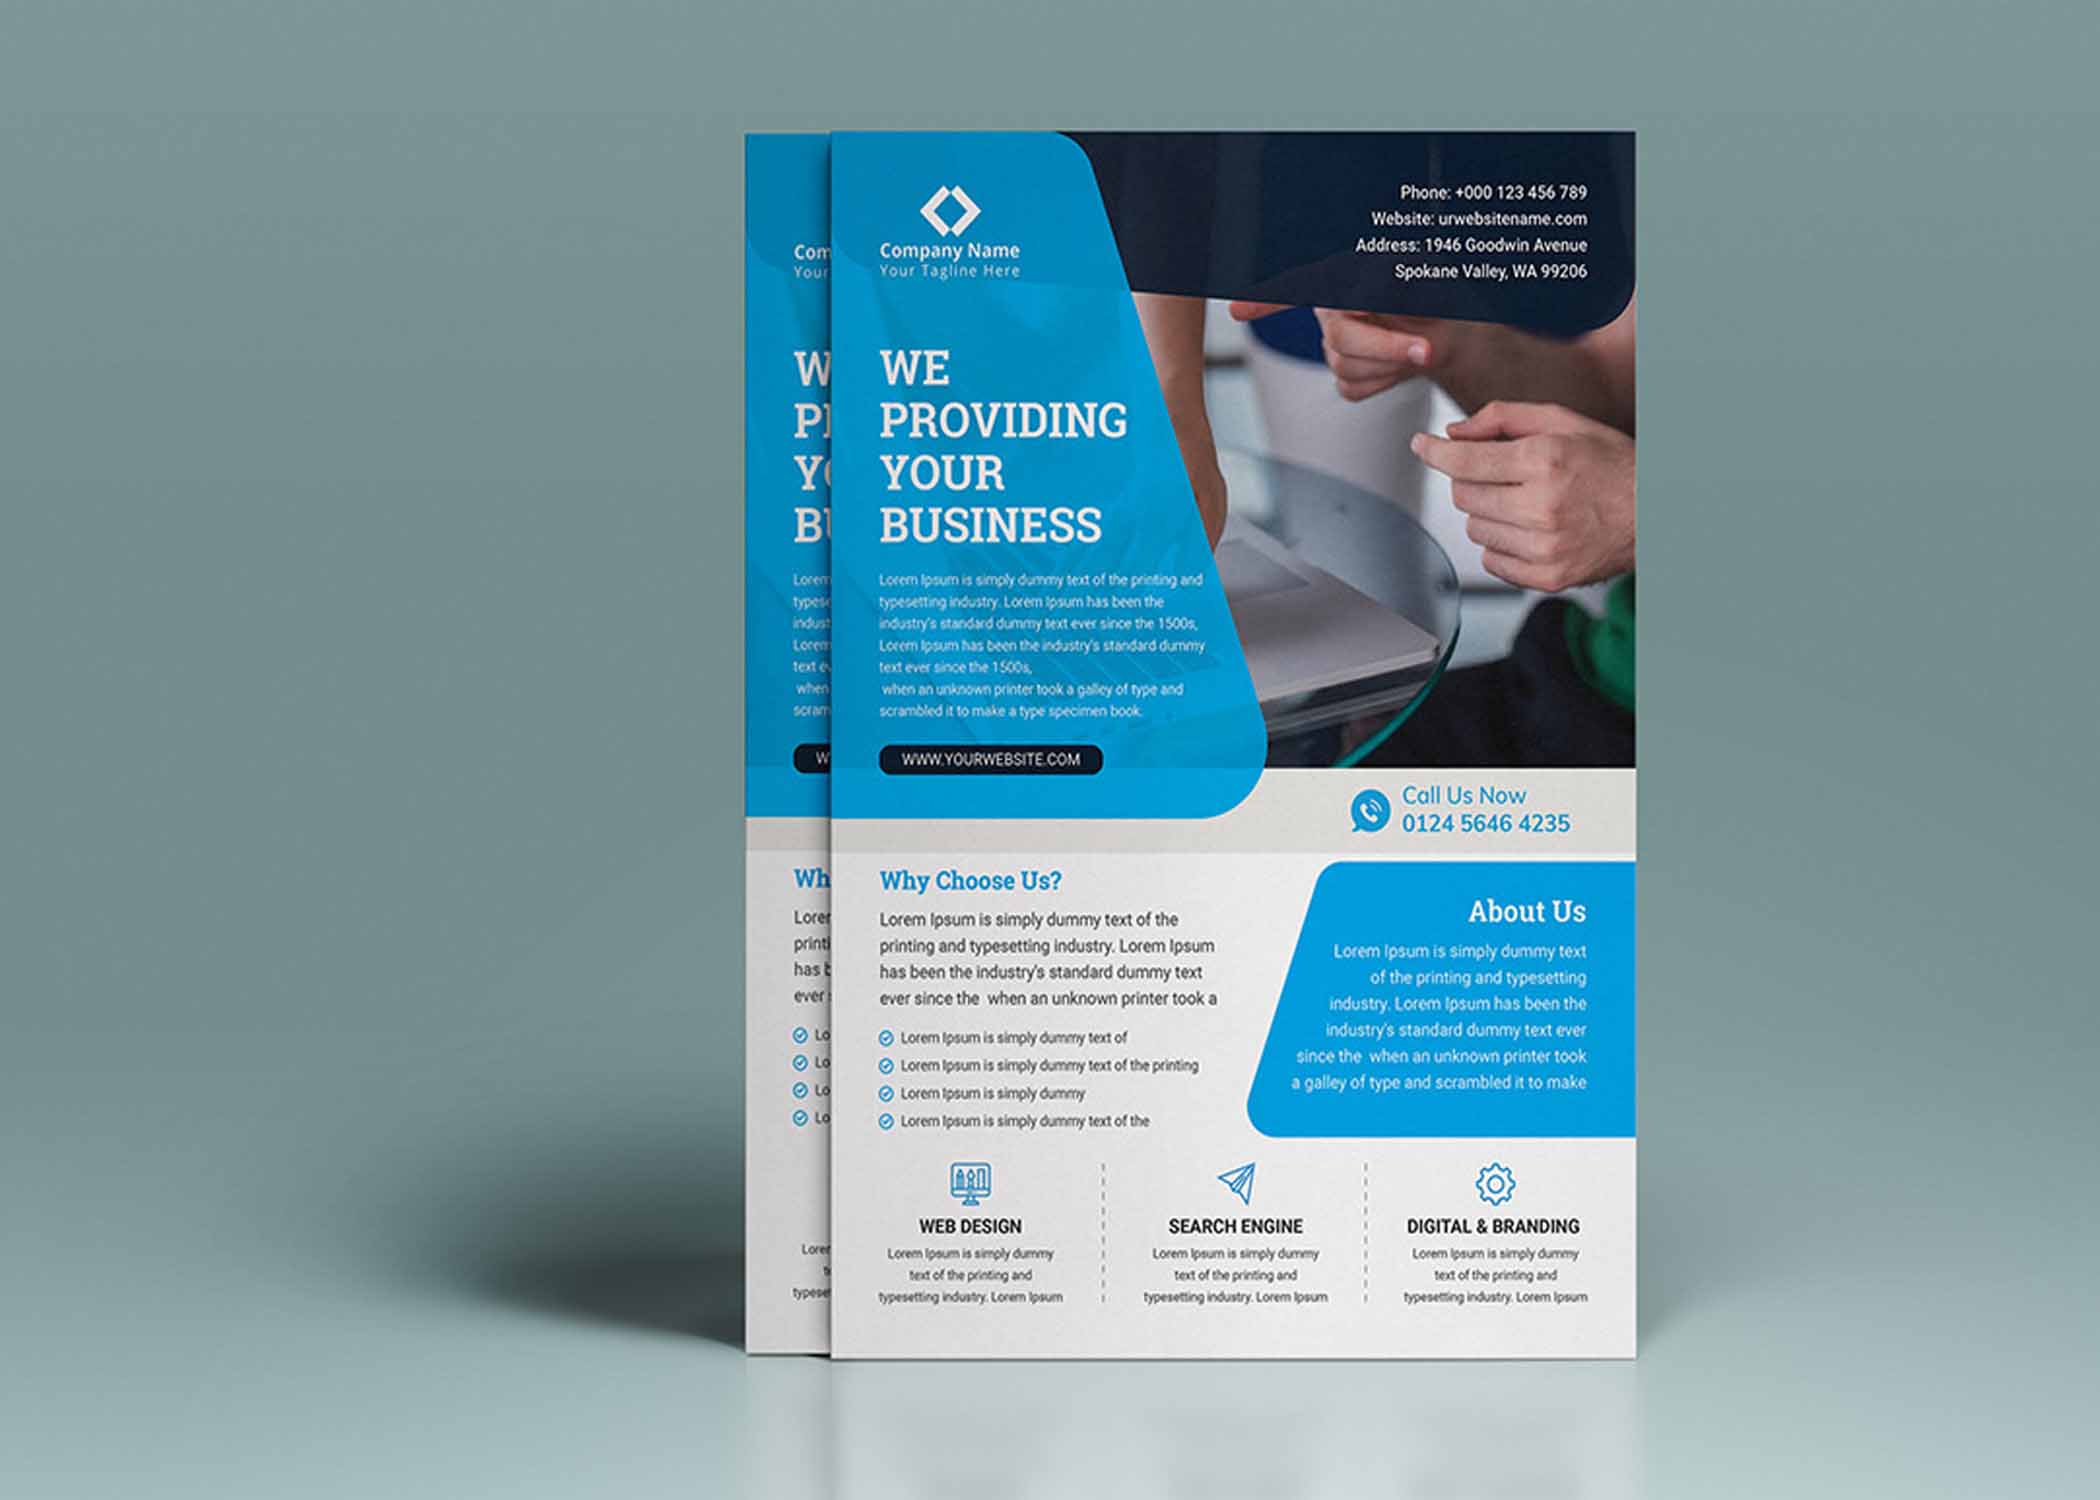 Company Name
Your Tagline Here
Phone: +000 123 456 789
Website: urwebsitename.com
Address: 1946 Goodwin Avenue
Spokane Valley, WA 99206
WE
PROVIDING
YOUR
BUSINESS
Lorem Ipsum is simply dummy text of the printing and
typesetting industry. Lorem Ipsum has been the
industry's standard dummy text ever since the 1500s,
Lorem Ipsum has been the industry's standard dummy
text ever since the 1500s,
when an unknown printer took a galley of type and
scrambled it to make a type specimen book.
WWW.YOURWEBSITE.COM
Call Us Now
0124 5646 4235
Why Choose Us?
Lorem Ipsum is simply dummy text of the
printing and typesetting industry. Lorem Ipsum
has been the industry's standard dummy text
ever since the when an unknown printer took a
Lorem Ipsum is simply dummy text of
Lorem Ipsum is simply dummy text of the printing
Lorem Ipsum is simply dummy
Lorem Ipsum is simply dummy text of the
About Us
Lorem Ipsum is simply dummy text
of the printing and typesetting
industry. Lorem Ipsum has been the
industry's standard dummy text ever
since the when an unknown printer took
a galley of type and scrambled it to make
WEB DESIGN
Lorem Ipsum is simply dummy
text of the printing and
typesetting industry. Lorem Ipsum
SEARCH ENGINE
Lorem Ipsum is simply dummy
text of the printing and
typesetting industry. Lorem Ipsum
DIGITAL & BRANDING
Lorem Ipsum is simply dummy
text of the printing and
typesetting industry. Lorem Ipsum